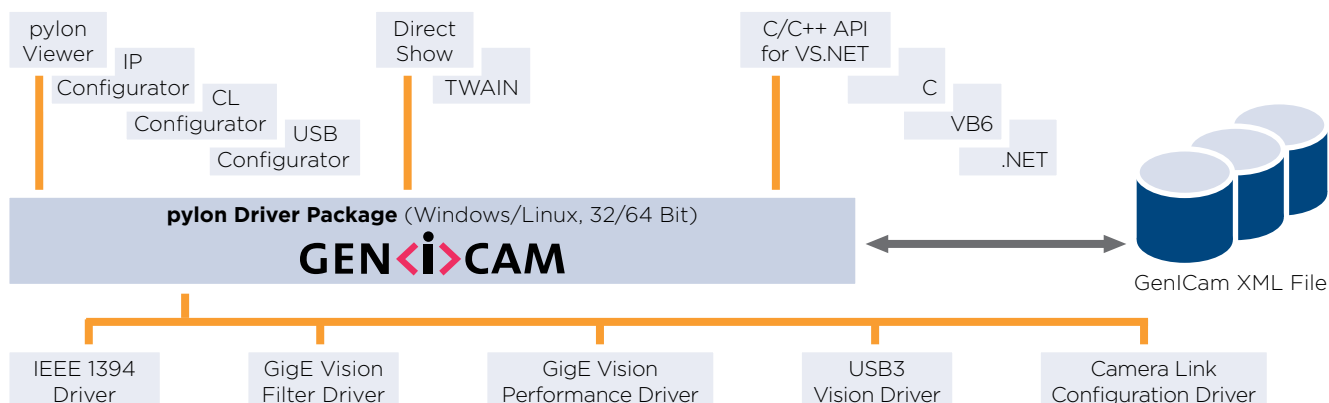 pylon
Viewer
IP
Configurator
CL
Configurator
USB
Configurator
Direct
Show
TWAIN
C/C++ API
for VS.NET
C
VB6
.NET
pylon Driver Package (Windows/Linux, 32/64 Bit)
GEN<i>CAM
GenICam XML File
IEEE 1394
Driver
GigE Vision
Filter Driver
GigE Vision
Performance Driver
USB3
Vision Driver
Camera Link
Configuration Driver